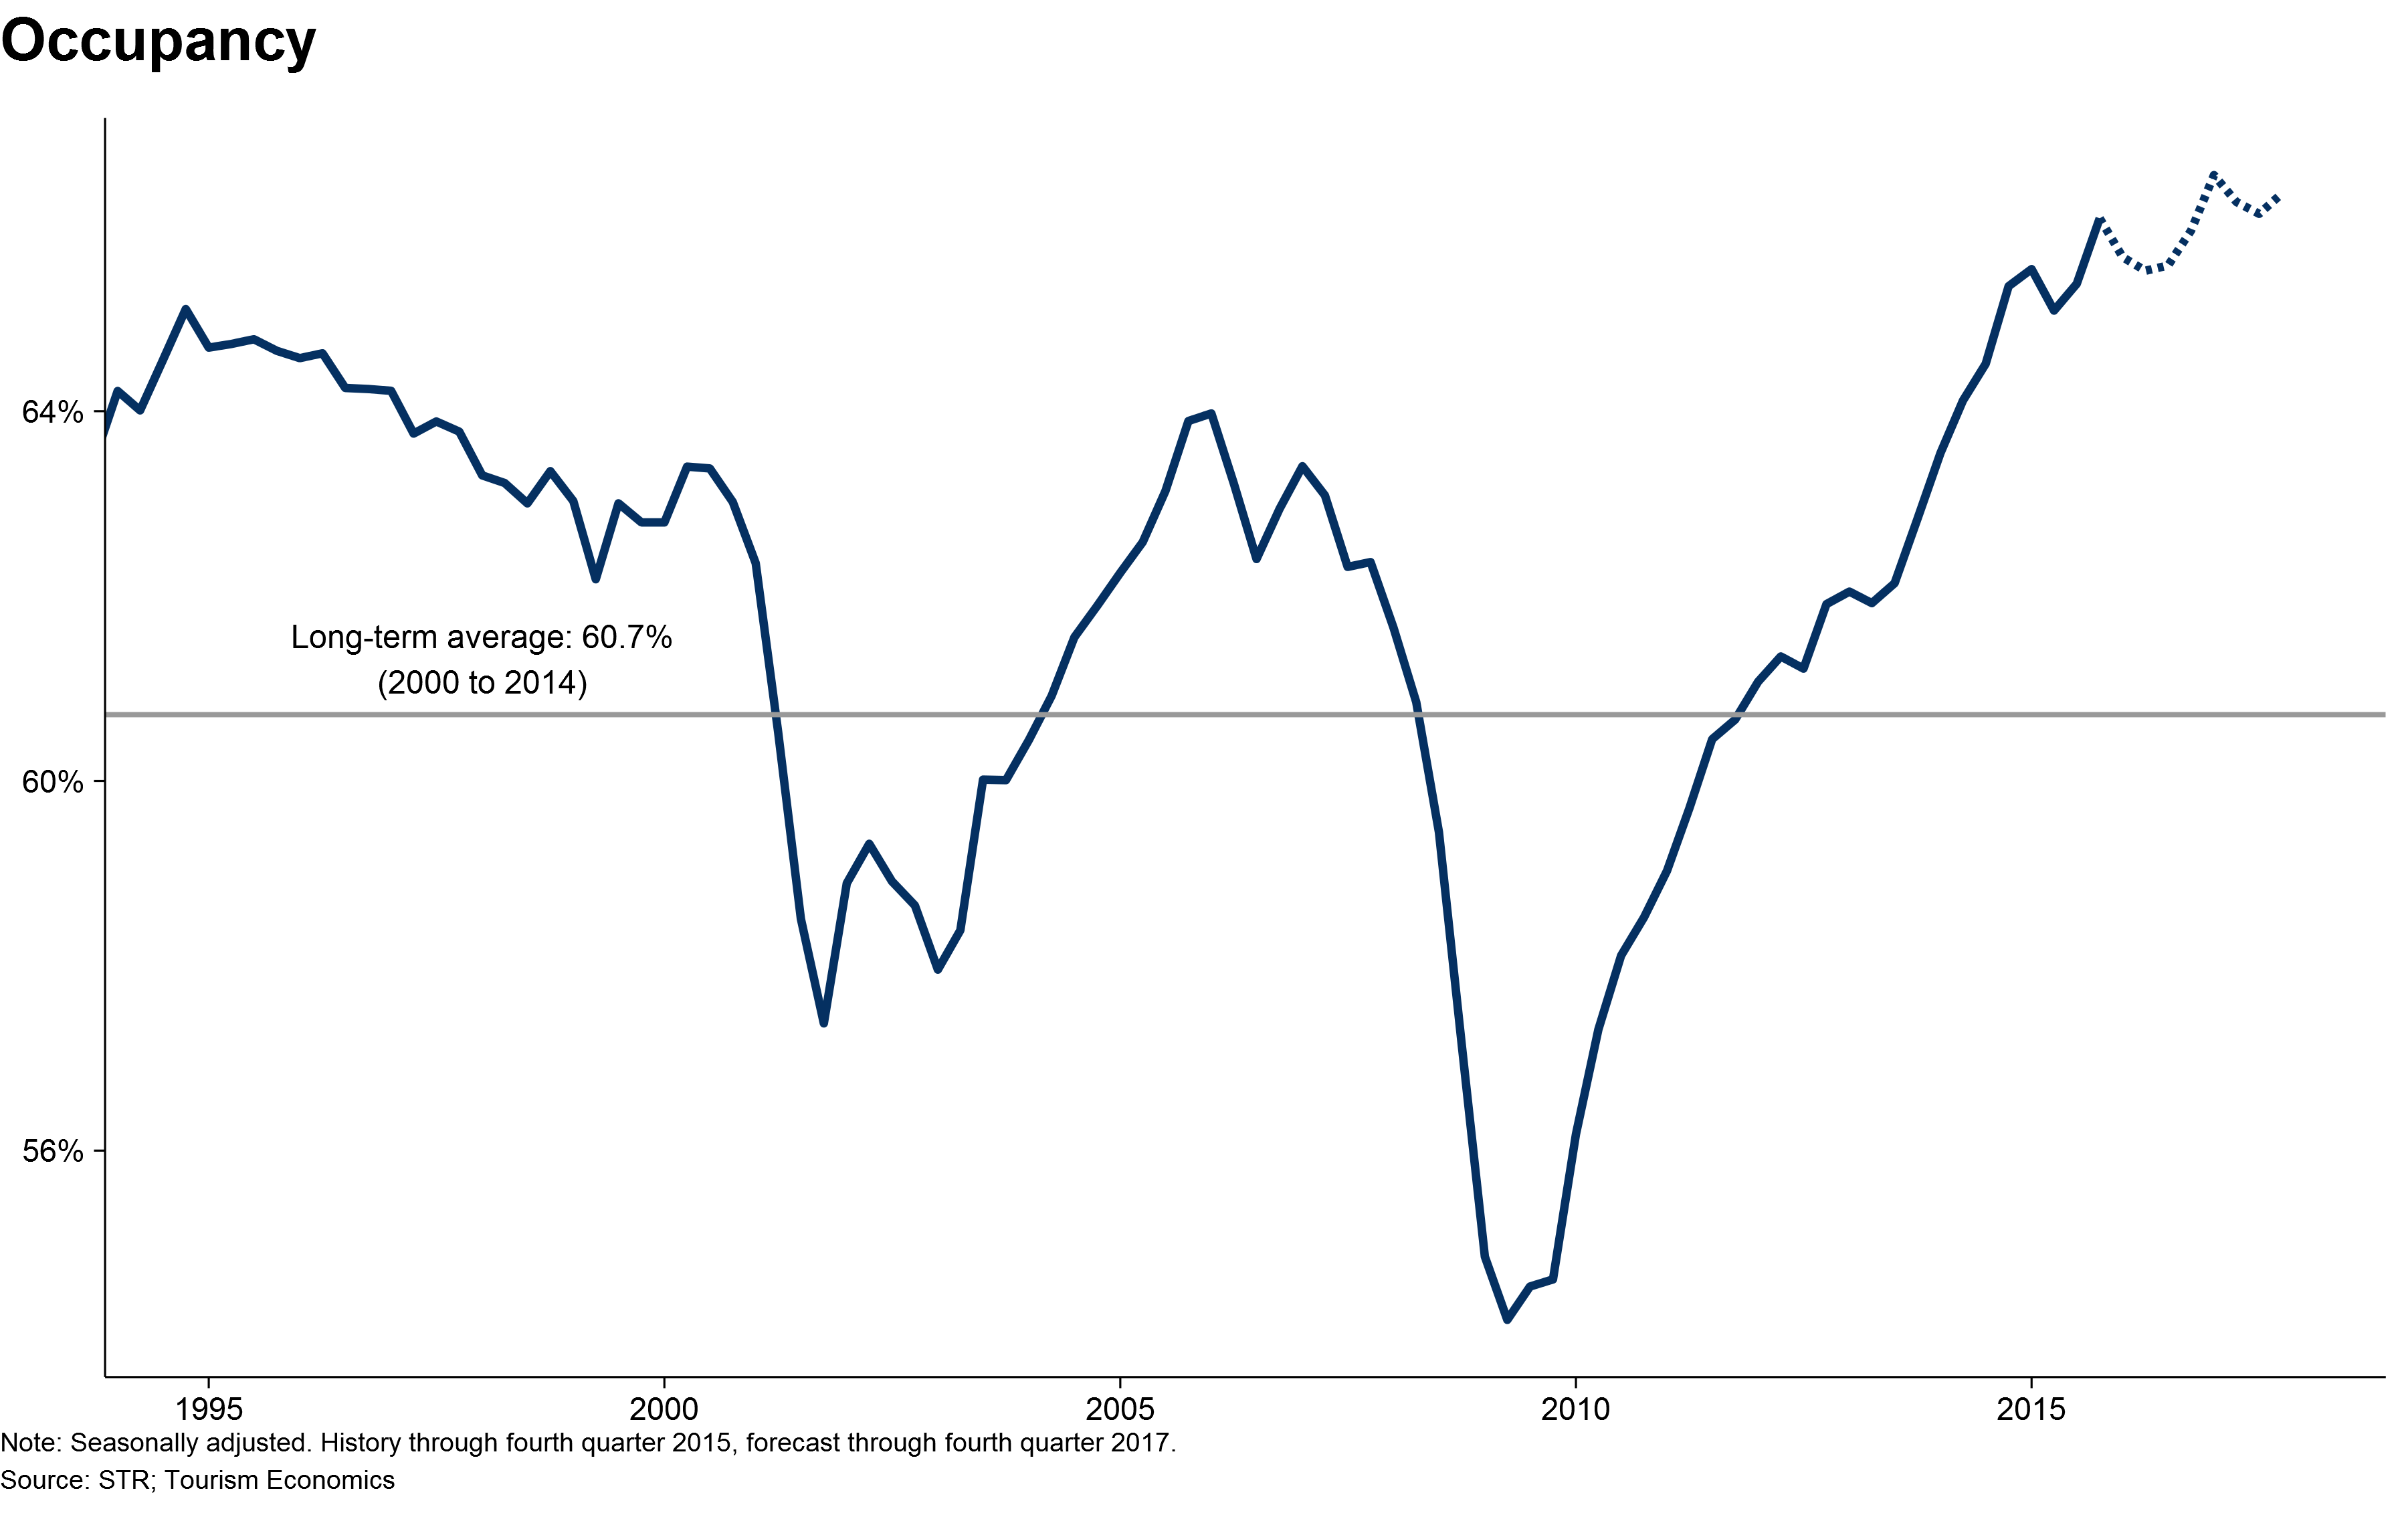 Occupancy
64%
Long-term average: 60.7%
(2000 to 2014)
60%
56%
1995 2000 2005 2010 2015
Note: Seasonally adjusted. History through fourth quarter 2015, forecast through fourth quarter 2017.
Source: STR; Tourism Economics